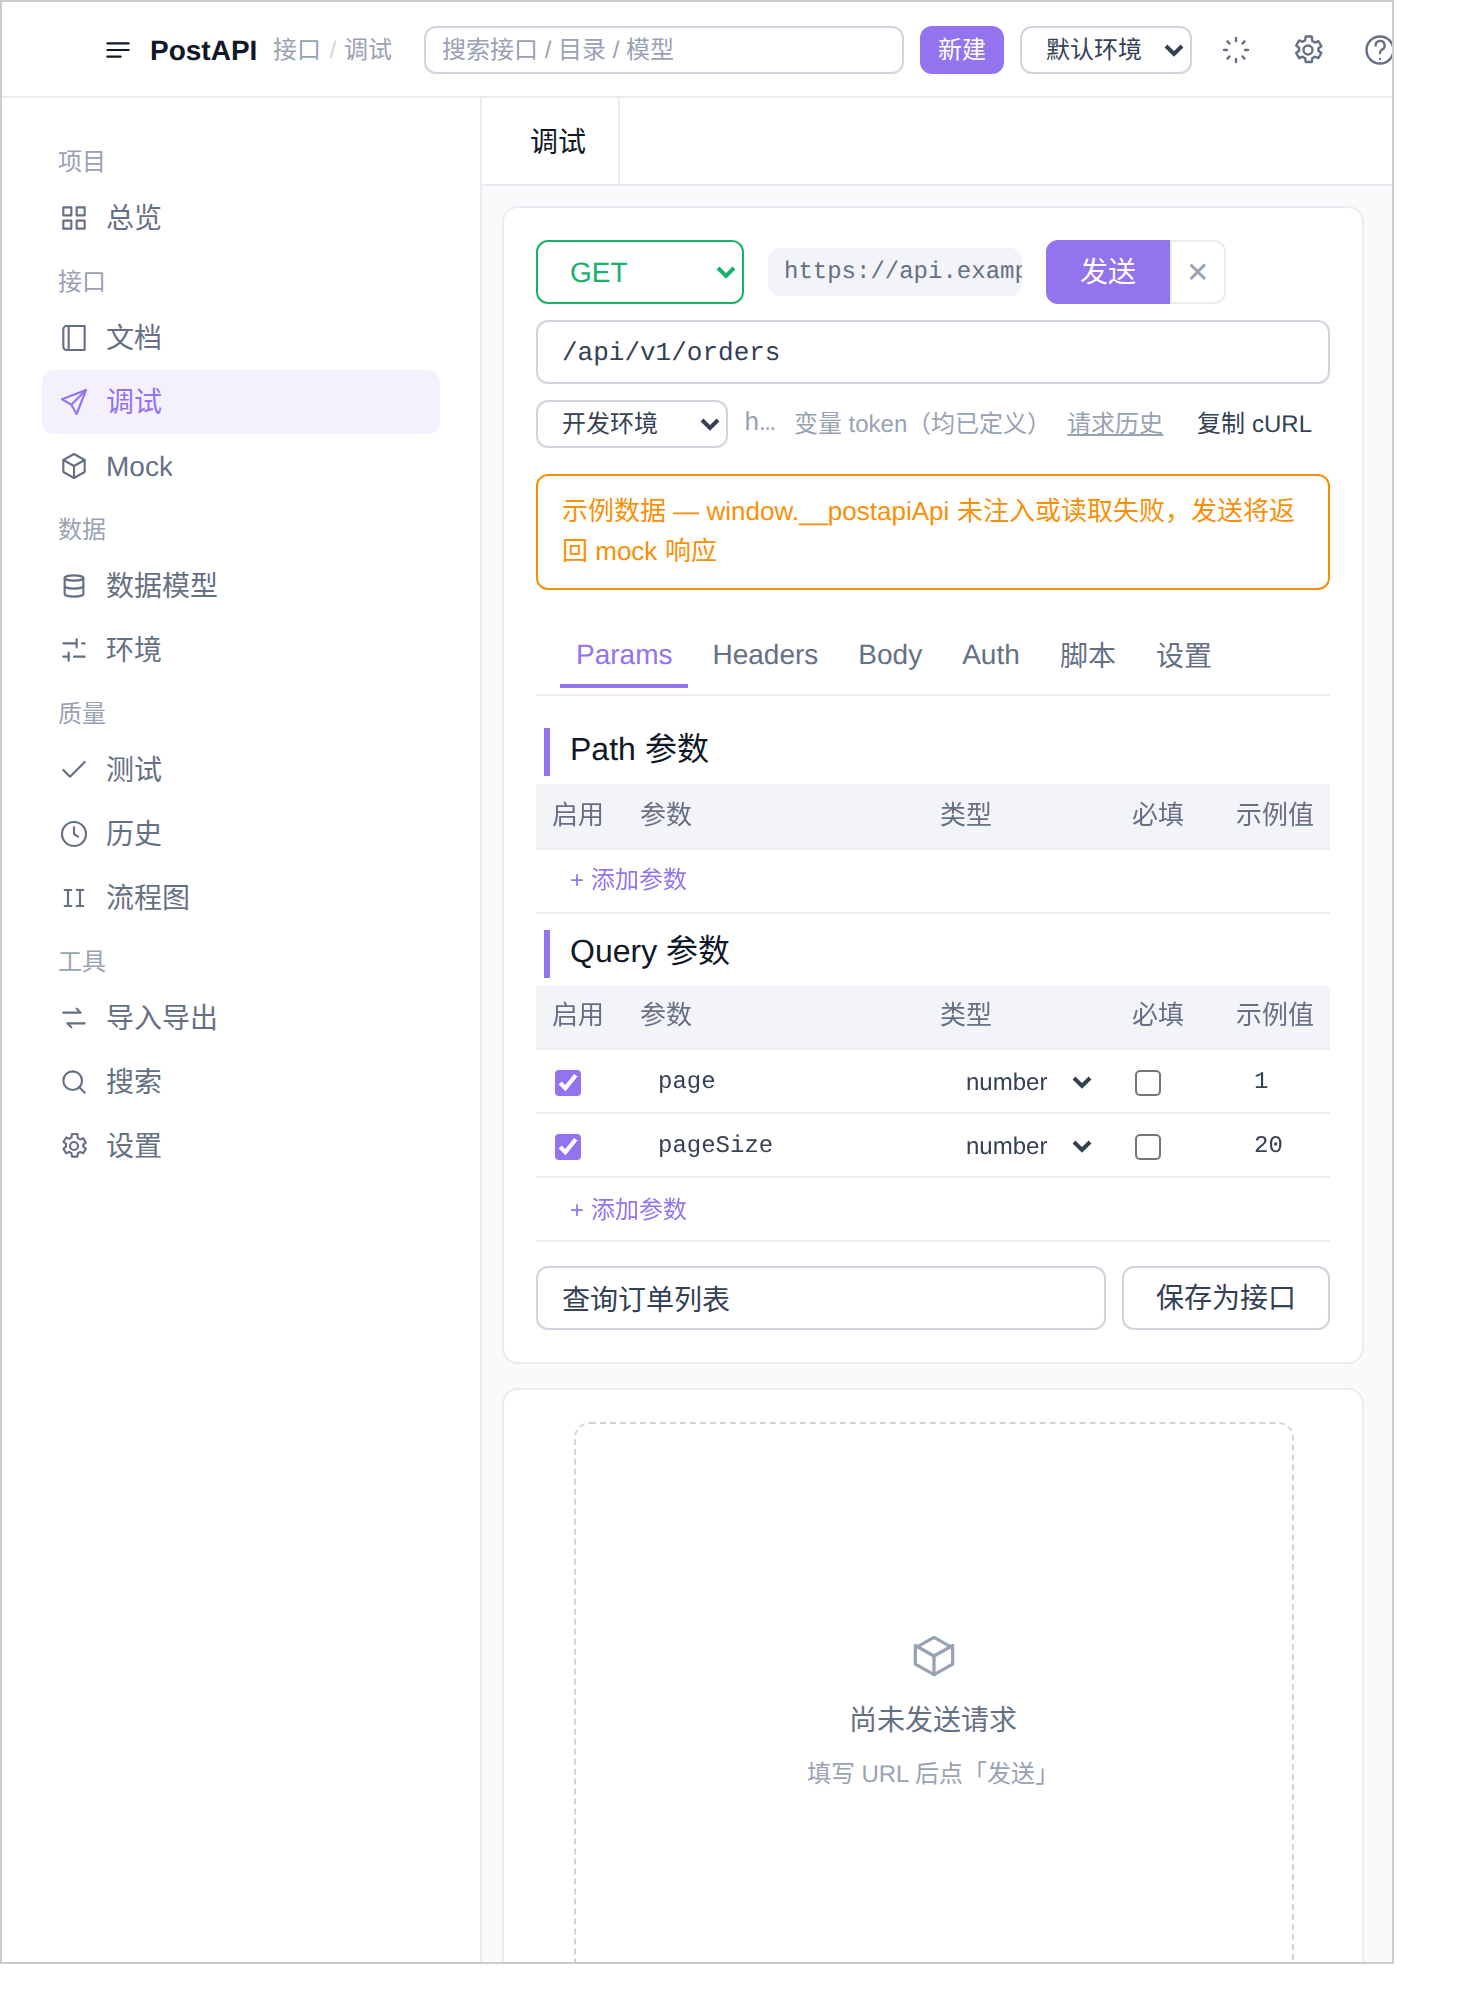 PostAPI 接口 / 调试 搜索接口 / 目录 / 模型 新建 默认环境
项目
总览
接口
文档
调试
Mock
数据
数据模型
环境
质量
测试
历史
流程图
工具
导入导出
搜索
设置
调试
GET https://api.examp 发送 ✕
/api/v1/orders
开发环境 h... 变量 token（均已定义） 请求历史 复制 cURL
示例数据 — window.__postapiApi 未注入或读取失败，发送将返
回 mock 响应
Params Headers Body Auth 脚本 设置
Path 参数
启用 参数 类型 必填 示例值
+ 添加参数
Query 参数
启用 参数 类型 必填 示例值
page number 1
pageSize number 20
+ 添加参数
查询订单列表 保存为接口
尚未发送请求
填写 URL 后点「发送」